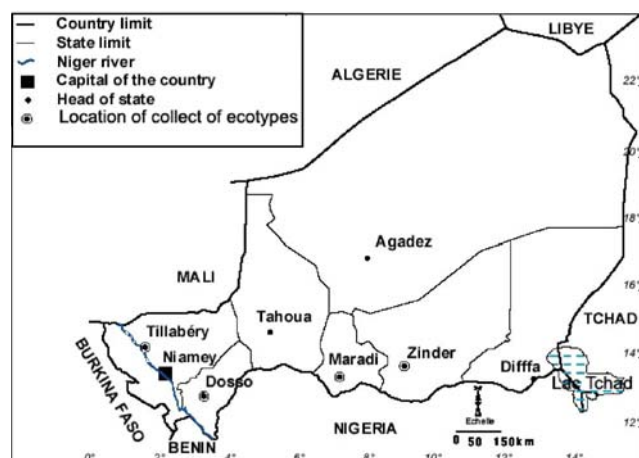 Country limit
State limit
Niger river
Capital of the country
Head of state
Location of collect of ecotypes
LIBYE
ALGERIE
22°
20°
18°
Agadez
MALI
16°
TCHAD
Tahoua
14°
Tillabéry
Niamey
Maradi
Zinder
Difffa
Lac Tchad
BURKINA FASO
Dosso
12°
NIGERIA
Echelle
0 50 150km
BENIN
0° 2° 4° 6° 8° 10° 12° 14°